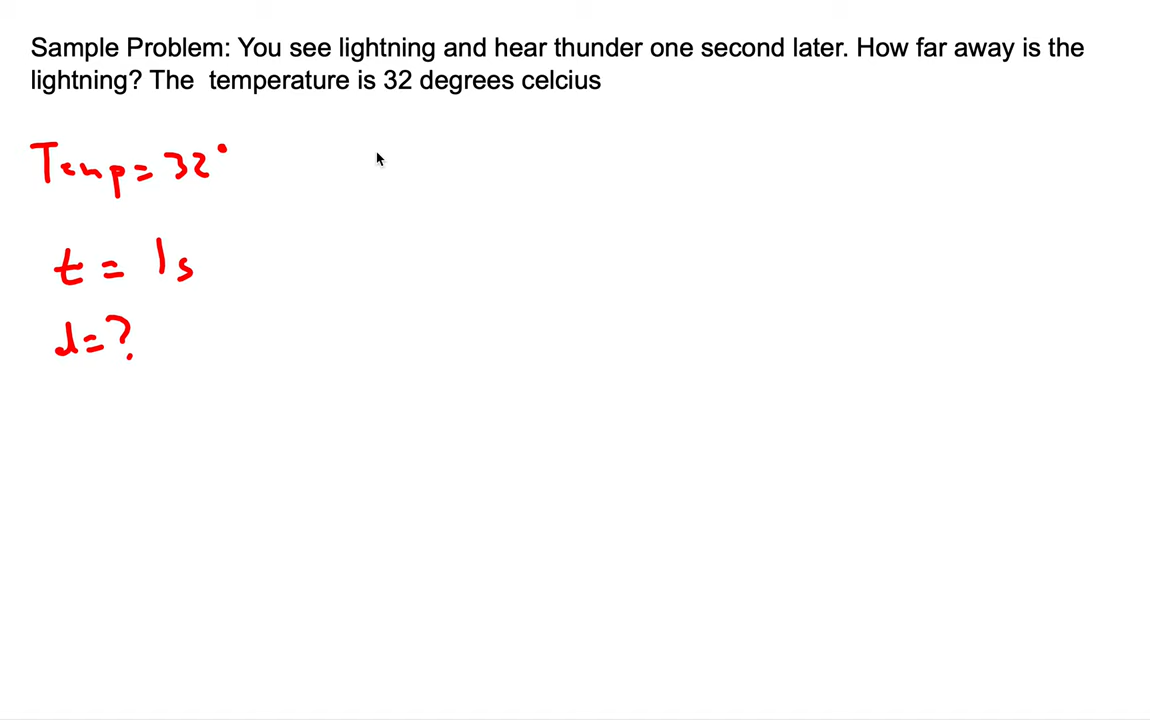 Sample Problem: You see lightning and hear thunder one second later. How far away is the
lightning? The temperature is 32 degrees celcius
Temp = 32°
t = 1s
d = ?